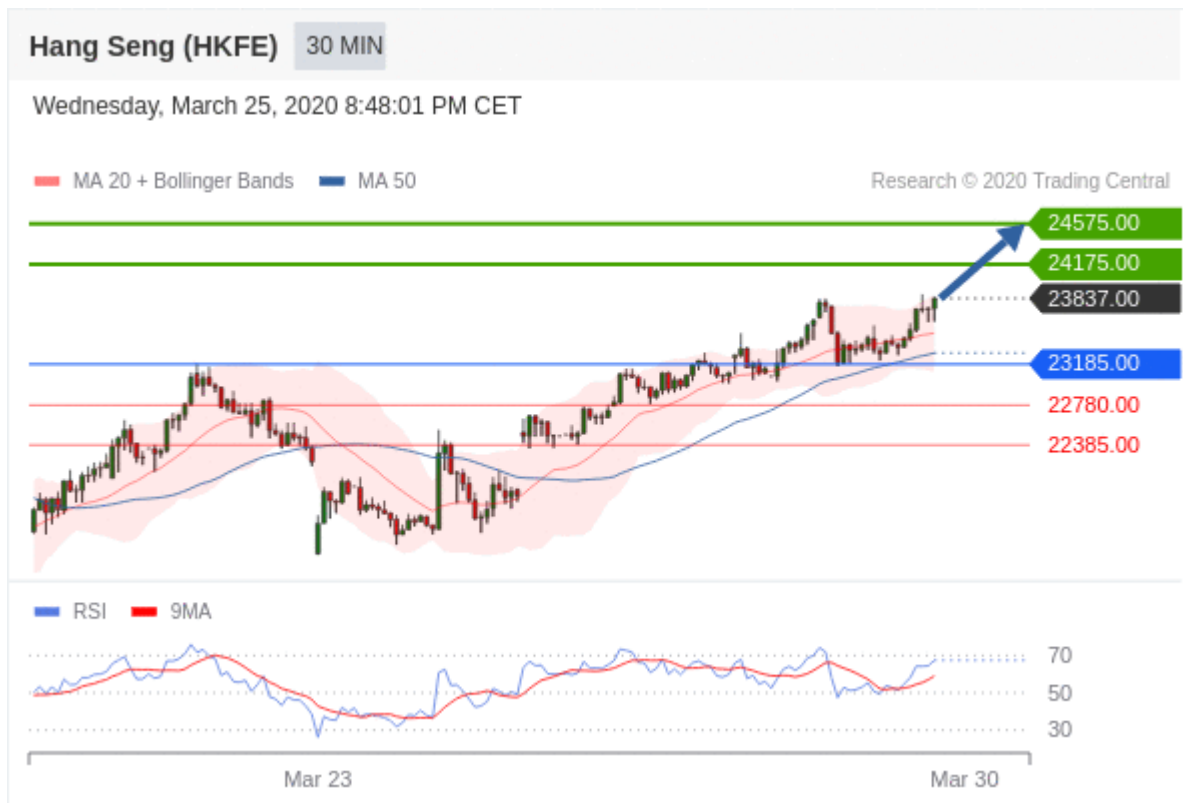 Hang Seng (HKFE) 30 MIN
Wednesday, March 25, 2020 8:48:01 PM CET
MA 20 + Bollinger Bands MA 50 Research © 2020 Trading Central
24575.00
24175.00
23837.00
23185.00
22780.00
22385.00
RSI 9MA
70
50
30
Mar 23 Mar 30